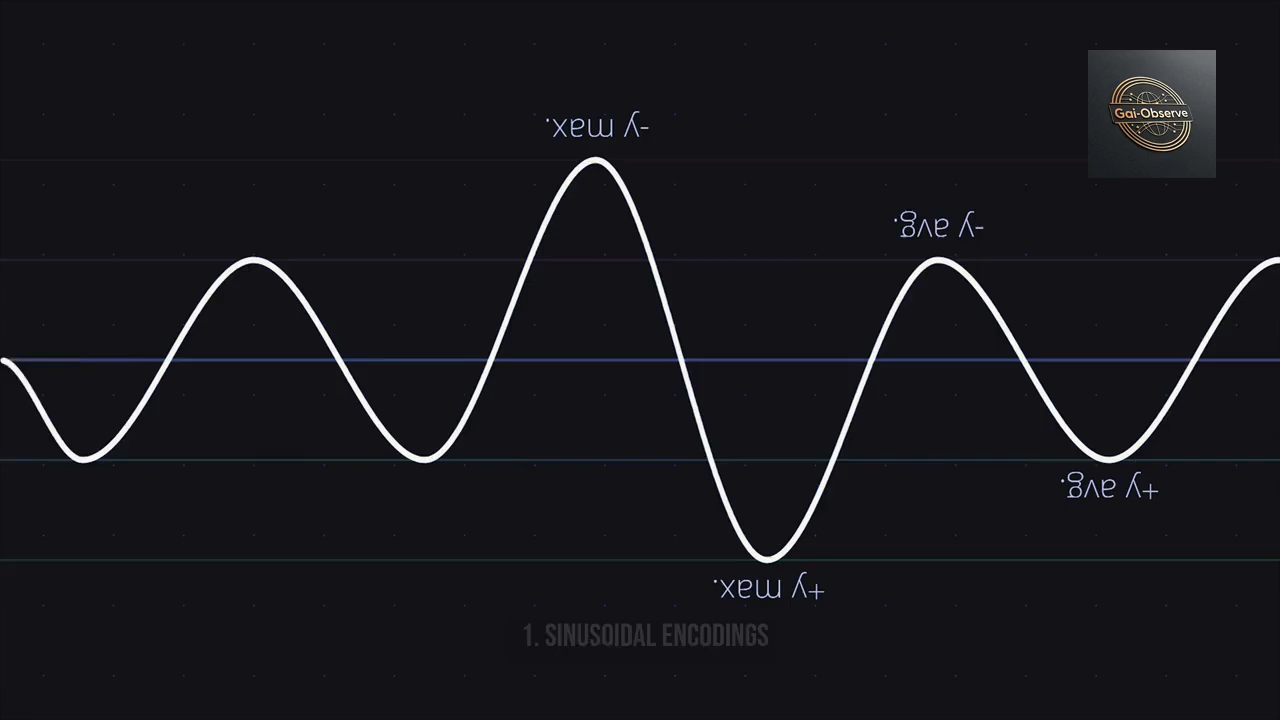 -y max.
Gai-Observe
-y avg.
+y avg.
+y max.
1. SINUSOIDAL ENCODINGS